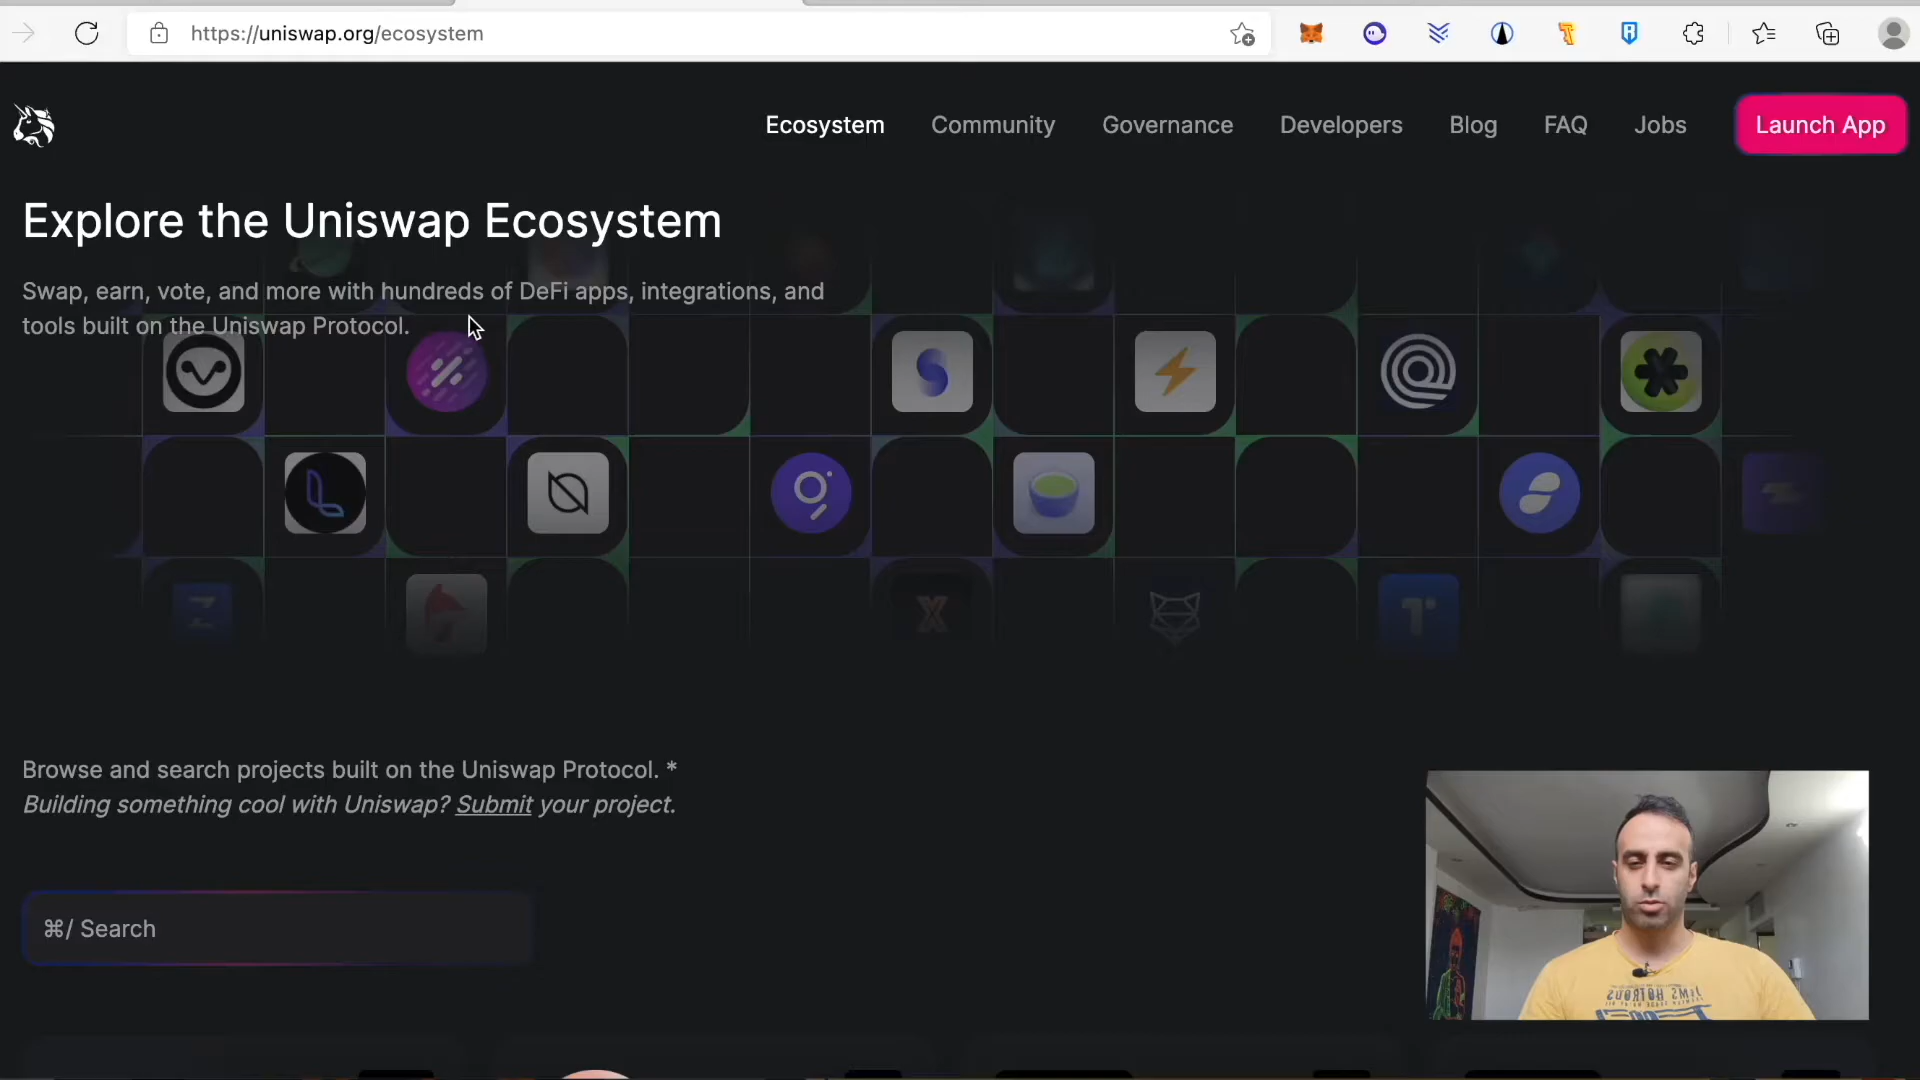 https://uniswap.org/ecosystem
Ecosystem Community Governance Developers Blog FAQ Jobs Launch App
Explore the Uniswap Ecosystem
Swap, earn, vote, and more with hundreds of DeFi apps, integrations, and
tools built on the Uniswap Protocol.
Browse and search projects built on the Uniswap Protocol. *
Building something cool with Uniswap? Submit your project.
⌘/ Search